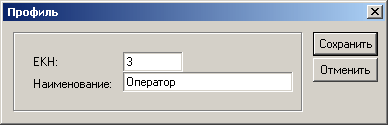 Профиль
Сохранить
ЕКН: 3
Отменить
Наименование: Оператор